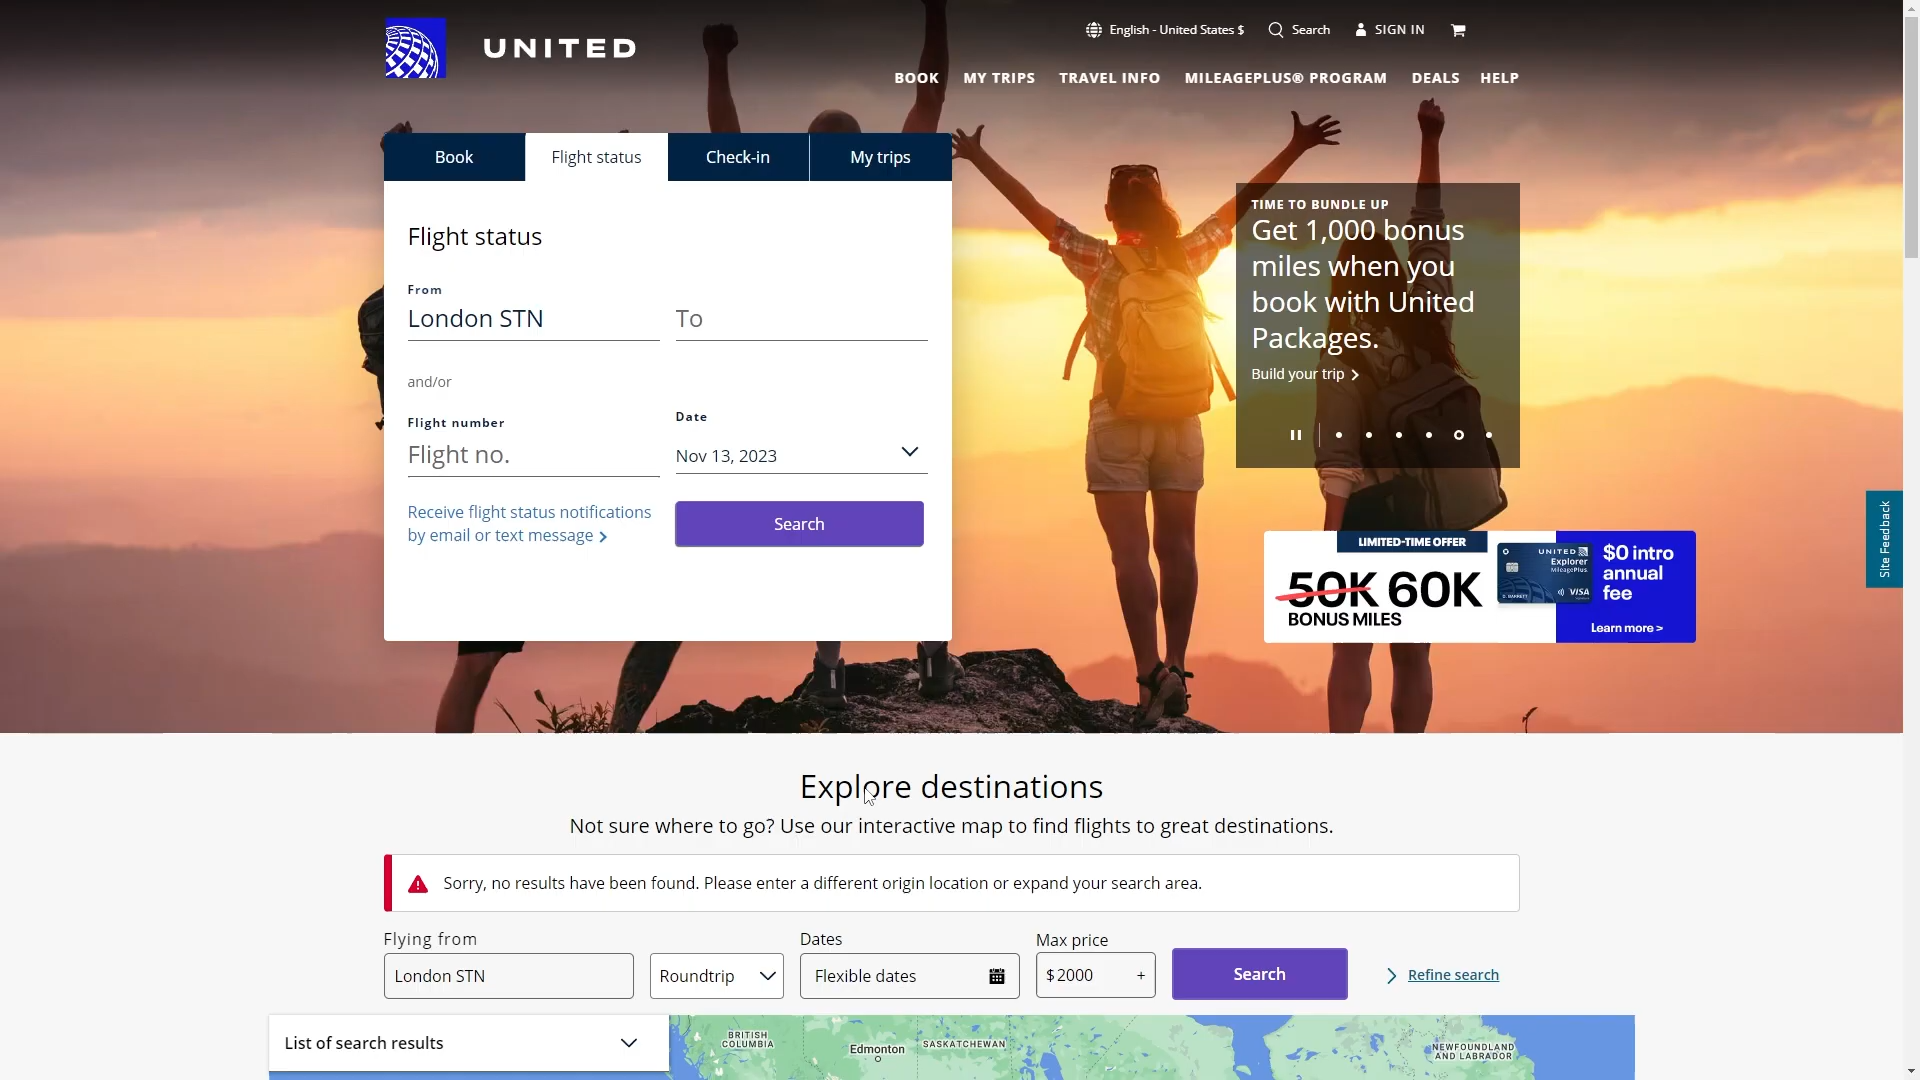 UNITED
English - United States $
Search
SIGN IN
BOOK
MY TRIPS
TRAVEL INFO
MILEAGEPLUS® PROGRAM
DEALS
HELP
Book
Flight status
Check-in
My trips
Flight status
From
London STN
To
and/or
Flight number
Flight no.
Date
Nov 13, 2023
Receive flight status notifications
by email or text message
Search
TIME TO BUNDLE UP
Get 1,000 bonus
miles when you
book with United
Packages.
Build your trip
LIMITED-TIME OFFER
50K 60K
BONUS MILES
UNITED
Explorer
MileagePlus
D. BARRETT
VISA
$0 intro
annual
fee
Learn more >
Site Feedback
Explore destinations
Not sure where to go? Use our interactive map to find flights to great destinations.
Sorry, no results have been found. Please enter a different origin location or expand your search area.
Flying from
London STN
Roundtrip
Dates
Flexible dates
Max price
$2000
+
Search
Refine search
List of search results
BRITISH
COLUMBIA
Edmonton
SASKATCHEWAN
NEWFOUNDLAND
AND LABRADOR